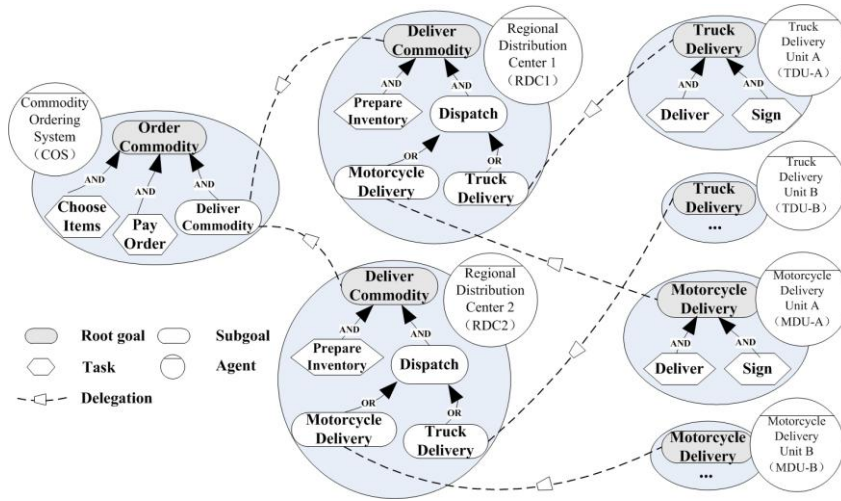 Commodity
Ordering
System
(COS)
Order
Commodity
AND
AND
AND
Choose
Items
Pay
Order
Deliver
Commodity
Deliver
Commodity
Regional
Distribution
Center 1
(RDC1)
AND
AND
Prepare
Inventory
Dispatch
OR
OR
Motorcycle
Delivery
Truck
Delivery
Deliver
Commodity
Regional
Distribution
Center 2
(RDC2)
AND
AND
Prepare
Inventory
Dispatch
OR
OR
Motorcycle
Delivery
Truck
Delivery
Truck
Delivery
Truck
Delivery
Unit A
(TDU-A)
AND
AND
Deliver
Sign
Truck
Delivery
...
Truck
Delivery
Unit B
(TDU-B)
Motorcycle
Delivery
Motorcycle
Delivery
Unit A
(MDU-A)
AND
AND
Deliver
Sign
Motorcycle
Delivery
...
Motorcycle
Delivery
Unit B
(MDU-B)
Root goal
Subgoal
Task
Agent
Delegation